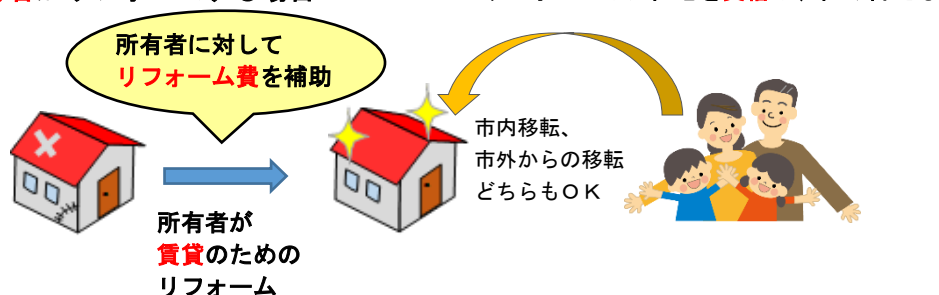 所有者に対して
リフォーム費を補助
市内移転、
市外からの移転
どちらもＯＫ
所有者が
賃貸のための
リフォーム